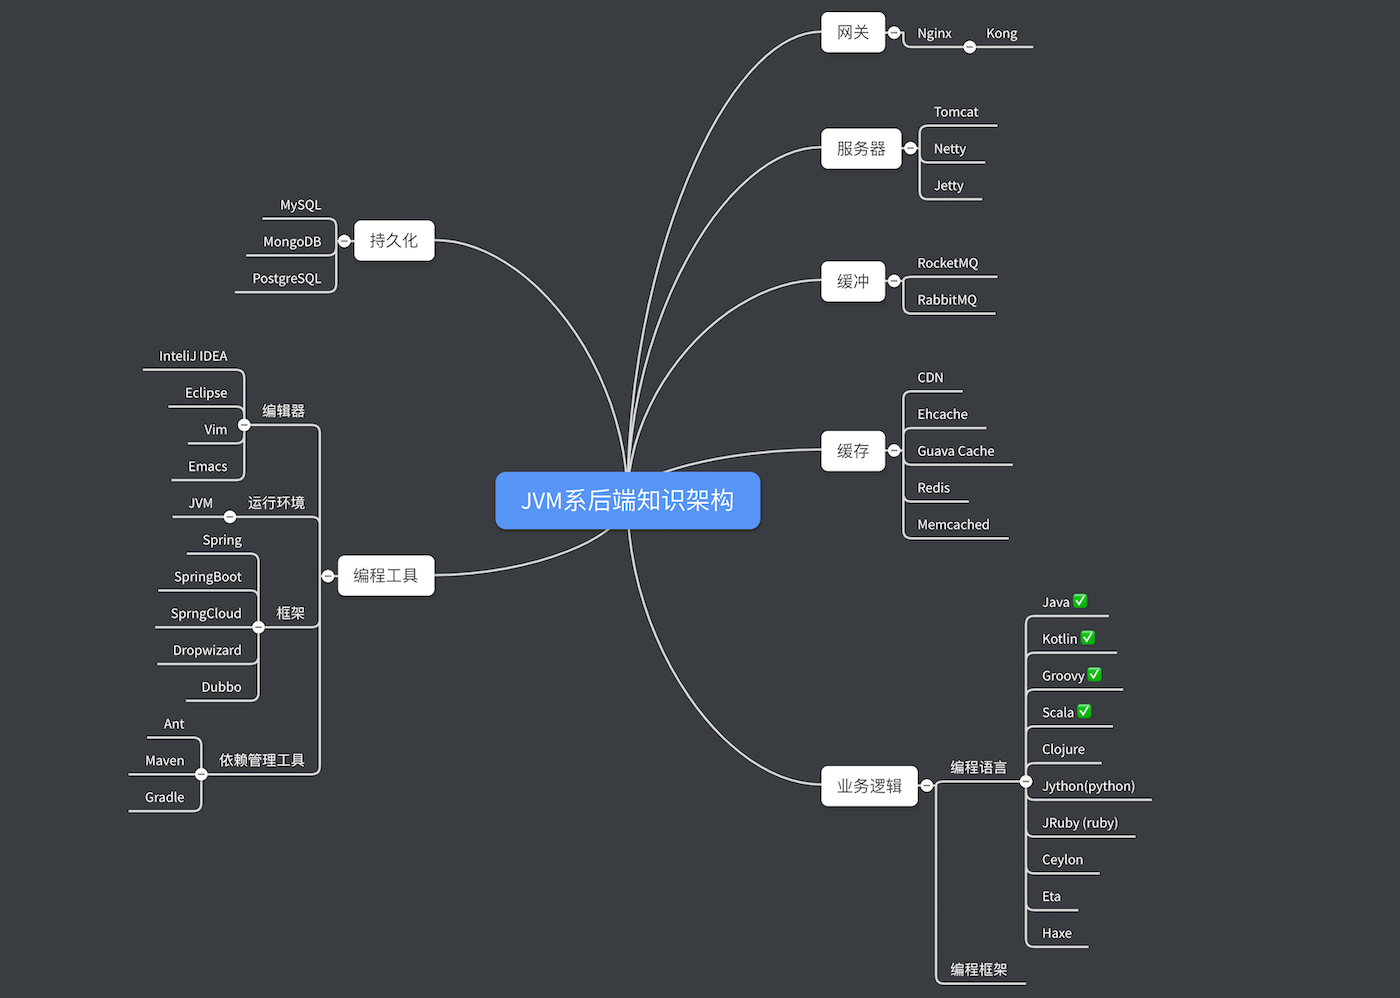 JVM系后端知识架构
网关
Nginx
Kong
服务器
Tomcat
Netty
Jetty
缓冲
RocketMQ
RabbitMQ
缓存
CDN
Ehcache
Guava Cache
Redis
Memcached
业务逻辑
编程语言
Java ✅
Kotlin ✅
Groovy ✅
Scala ✅
Clojure
Jython(python)
JRuby (ruby)
Ceylon
Eta
Haxe
编程框架
持久化
MySQL
MongoDB
PostgreSQL
编程工具
编辑器
InteliJ IDEA
Eclipse
Vim
Emacs
运行环境
JVM
框架
Spring
SpringBoot
SprngCloud
Dropwizard
Dubbo
依赖管理工具
Ant
Maven
Gradle